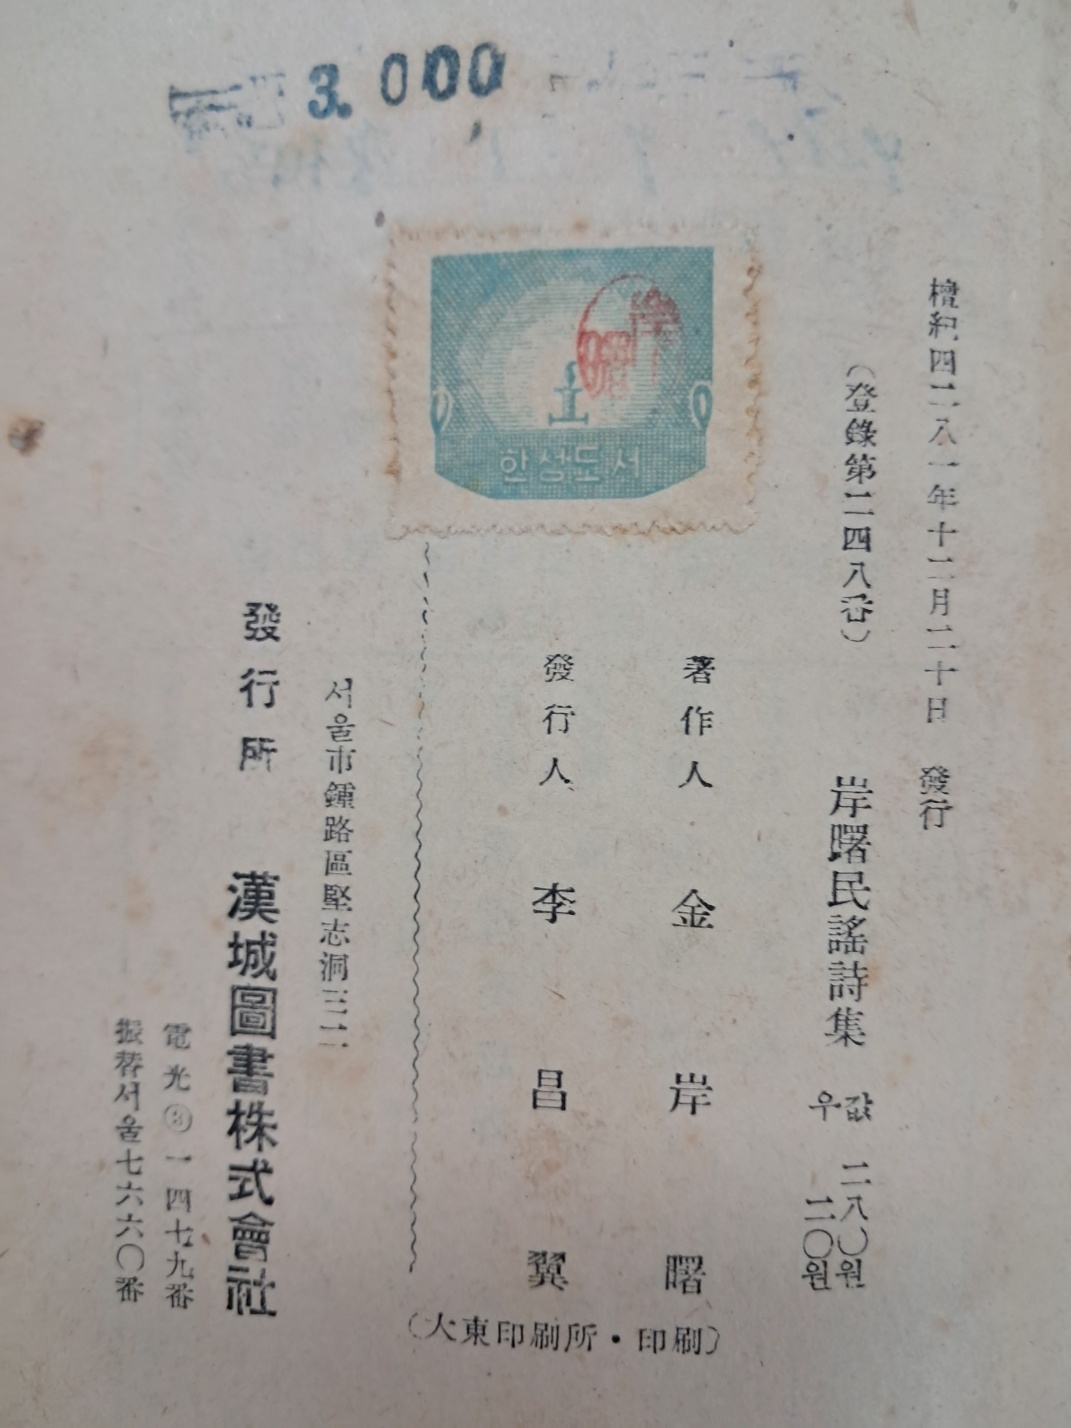 3.000
岸曙
한성도서
檀紀四二八一年十二月二十日 發行
(登錄第二四八番)
岸曙民謠詩集 값 二八〇원
우 二〇원
著作人 金岸曙
發行人 李昌翼
(大東印刷所・印刷)
서울市鍾路區堅志洞三二
發行所 漢城圖書株式會社
電光③一四七九番
振替서울七六六〇番